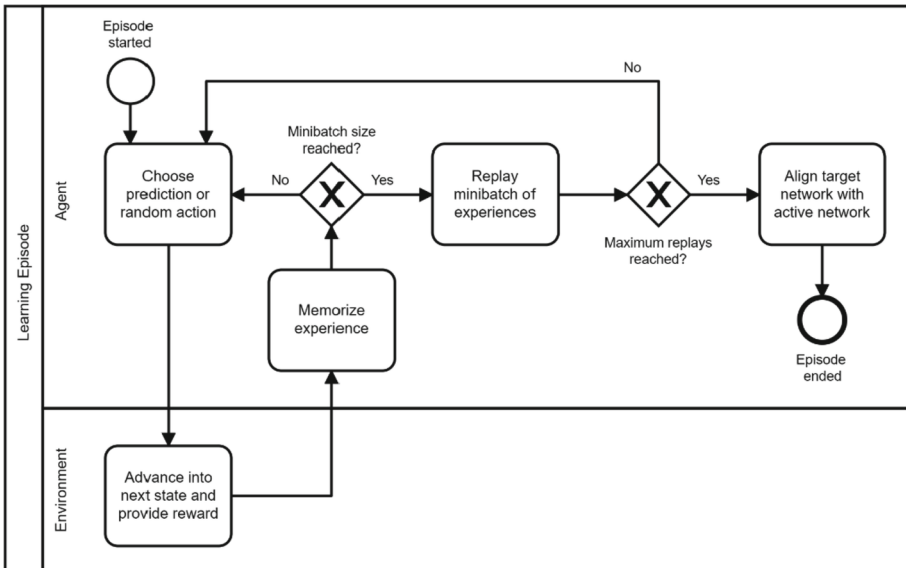 Learning Episode
Agent
Environment
Episode
started
Choose
prediction or
random action
No
Minibatch size
reached?
Yes
Replay
minibatch of
experiences
No
Maximum replays
reached?
Yes
Align target
network with
active network
Episode
ended
Memorize
experience
Advance into
next state and
provide reward